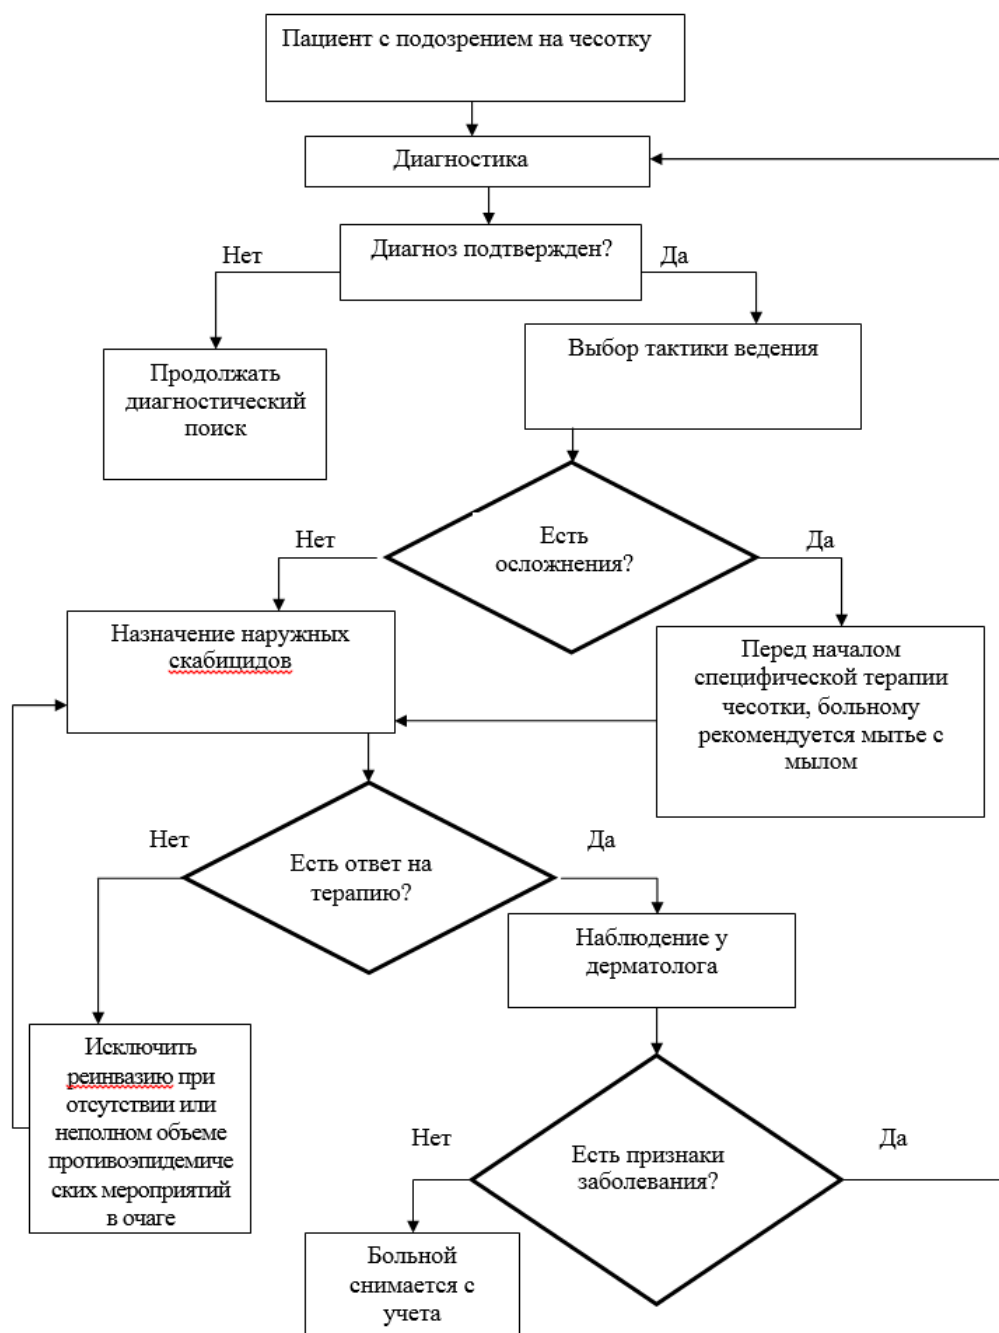 Пациент с подозрением на чесотку
Диагностика
Диагноз подтвержден?
Нет
Да
Выбор тактики ведения
Продолжать
диагностический
поиск
Есть
осложнения?
Нет
Да
Назначение наружных
скабицидов
Перед началом
специфической терапии
чесотки, больному
рекомендуется мытье с
мылом
Есть ответ на
терапию?
Нет
Да
Наблюдение у
дерматолога
Исключить
реинвазию при
отсутствии или
неполном объеме
противоэпидемиче
ских мероприятий
в очаге
Есть признаки
заболевания?
Нет
Да
Больной
снимается с
учета